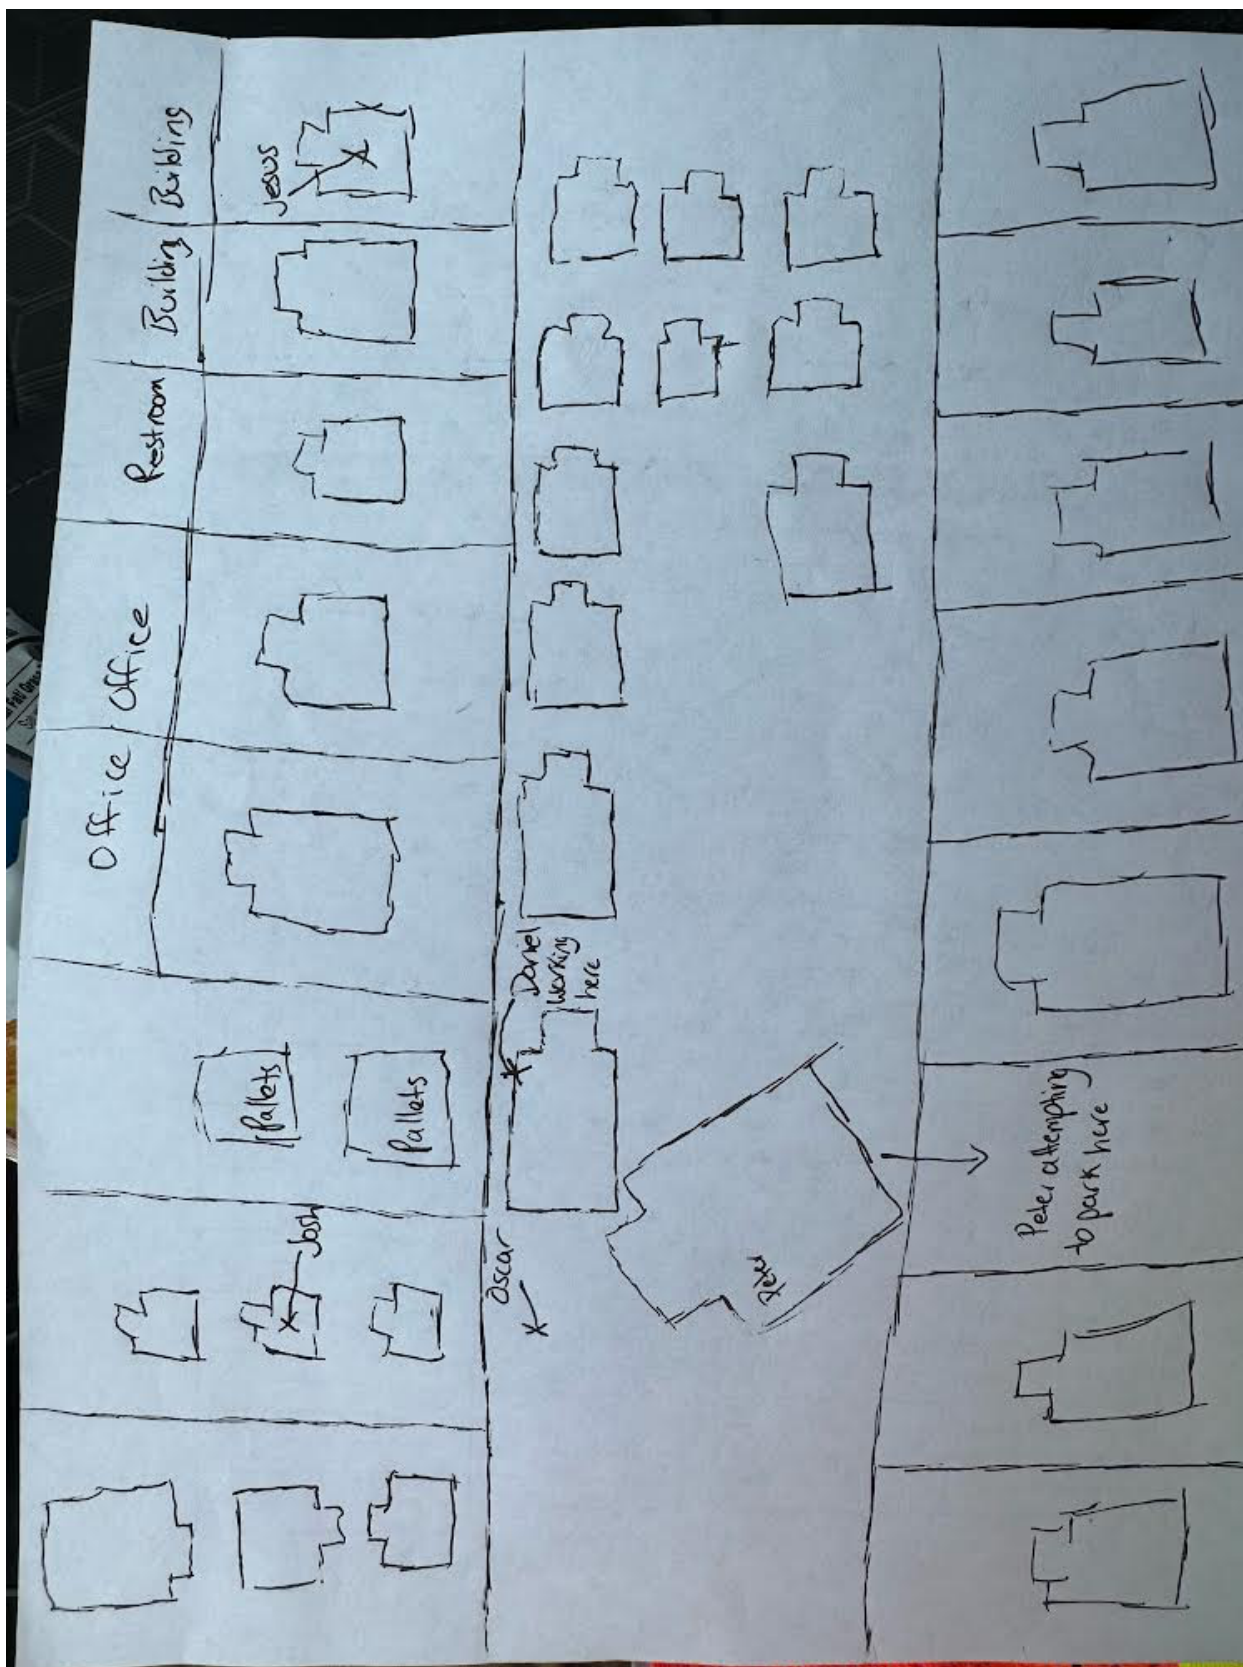 Building
Building
Restroom
Office
Office
Jesus
Pallets
Pallets
Josh
Daniel
working
here
Oscar
Peter
Peter attempting
to park here